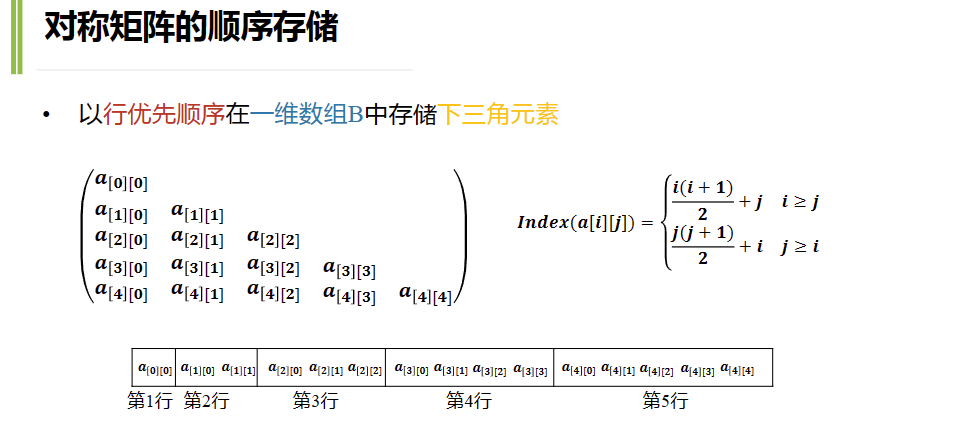 对称矩阵的顺序存储
• 以行优先顺序在一维数组B中存储下三角元素
a[0][0]
a[1][0] a[1][1]
a[2][0] a[2][1] a[2][2]
a[3][0] a[3][1] a[3][2] a[3][3]
a[4][0] a[4][1] a[4][2] a[4][3] a[4][4]
Index(a[i][j]) = { i(i + 1)/2 + j i ≥ j
j(j + 1)/2 + i j ≥ i
a[0][0] a[1][0] a[1][1] a[2][0] a[2][1] a[2][2] a[3][0] a[3][1] a[3][2] a[3][3] a[4][0] a[4][1] a[4][2] a[4][3] a[4][4]
第1行 第2行 第3行 第4行 第5行